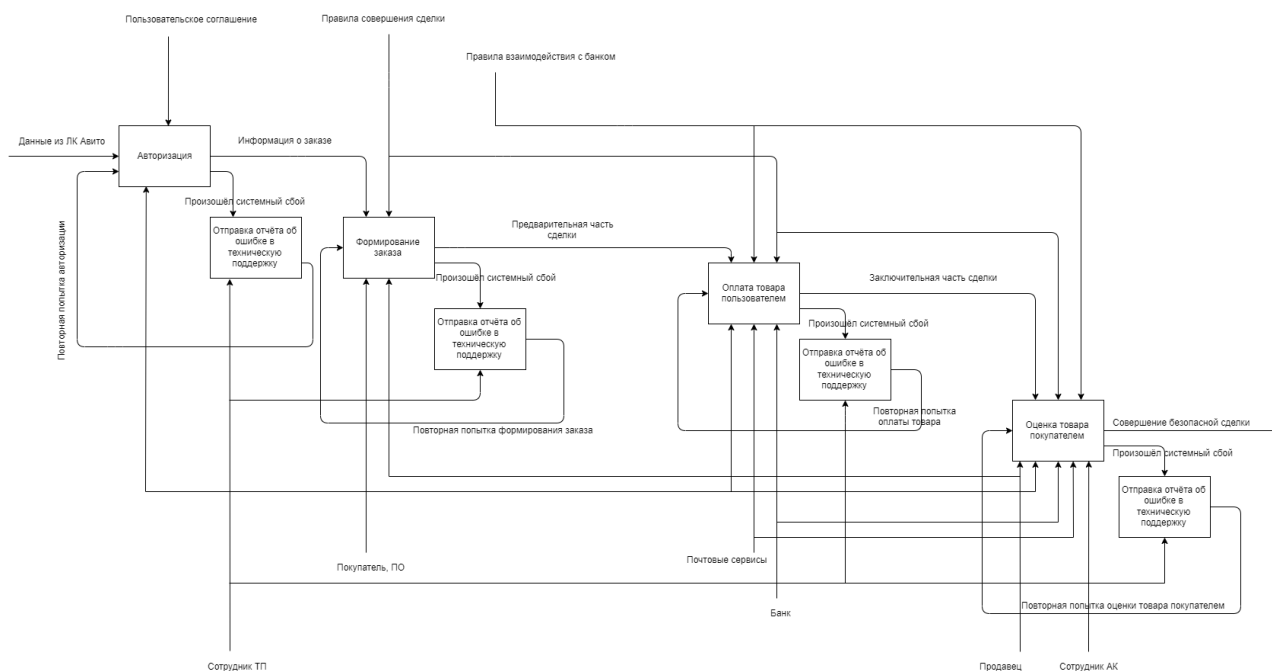 Пользовательское соглашение
Правила совершения сделки
Правила взаимодействия с банком
Данные из ЛК Авито
Авторизация
Информация о заказе
Произошёл системный сбой
Отправка отчёта об
ошибке в
техническую
поддержку
Повторная попытка авторизации
Формирование
заказа
Предварительная часть
сделки
Произошёл системный сбой
Отправка отчёта об
ошибке в
техническую
поддержку
Повторная попытка формирования заказа
Оплата товара
пользователем
Заключительная часть сделки
Произошёл системный сбой
Отправка отчёта об
ошибке в
техническую
поддержку
Повторная попытка
оплаты товара
Оценка товара
покупателем
Совершение безопасной сделки
Произошёл системный сбой
Отправка отчёта об
ошибке в
техническую
поддержку
Повторная попытка оценки товара покупателем
Покупатель, ПО
Почтовые сервисы
Банк
Сотрудник ТП
Продавец
Сотрудник АК